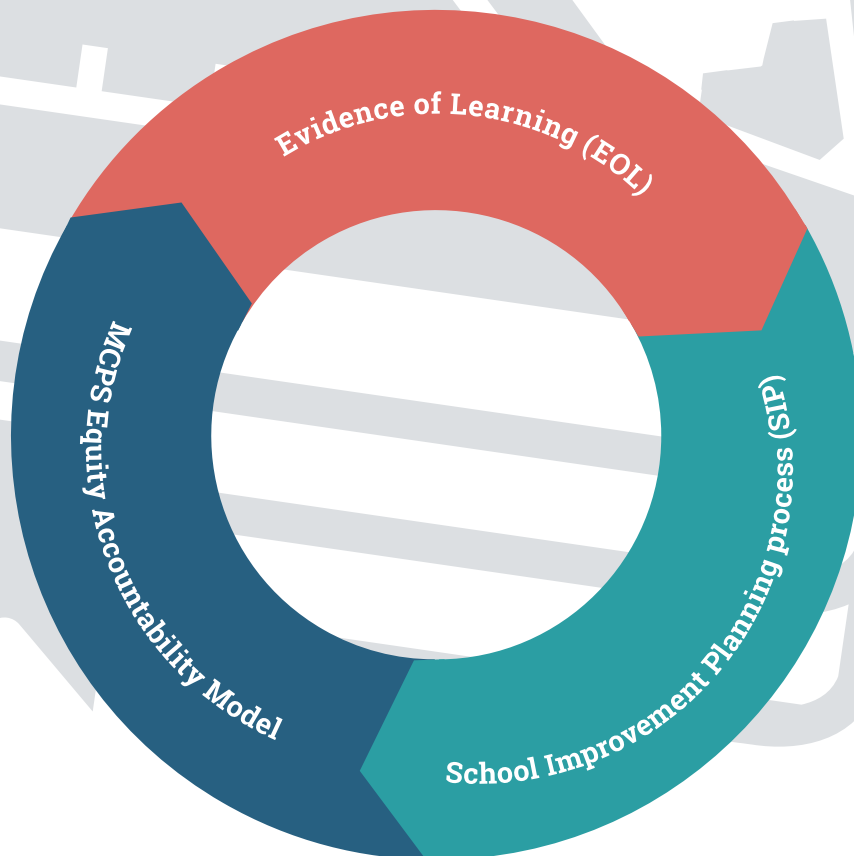 Evidence of Learning (EOL)
School Improvement Planning process (SIP)
MCPS Equity Accountability Model